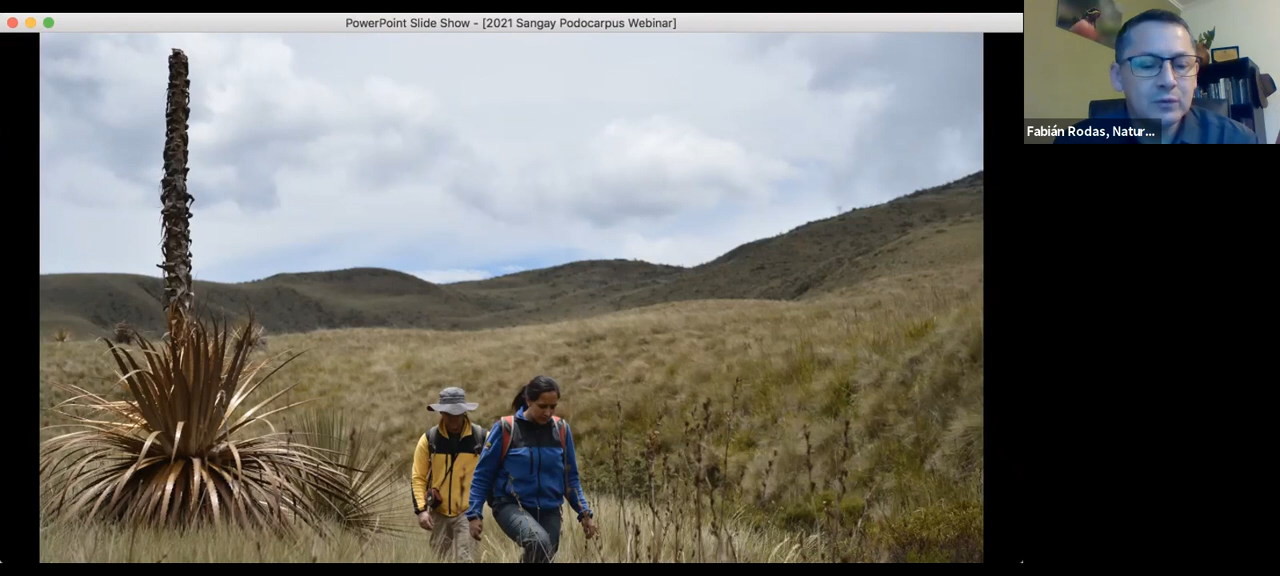 PowerPoint Slide Show - [2021 Sangay Podocarpus Webinar]
Fabián Rodas, Natur...